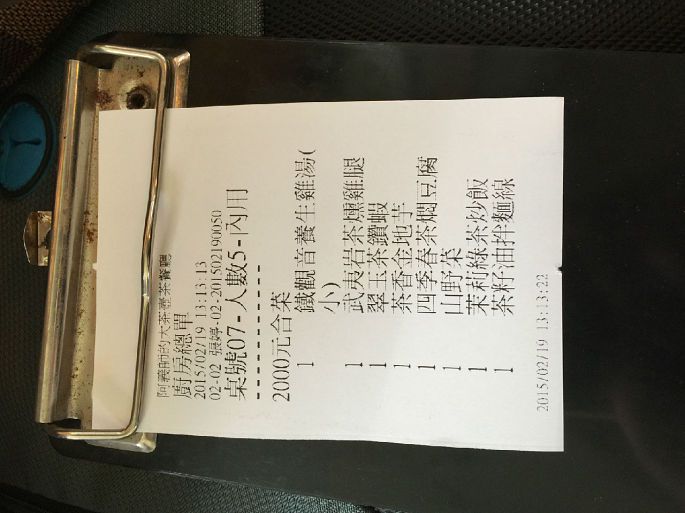 阿義師的大茶壺茶餐廳
廚房總單
2015/02/19 13:13:13
02-02 張婷-02-201502190050
桌號07-人數5-內用
- - - - - - - - - -
2000元合菜
1 鐵觀音養生雞湯(
小)
1 武夷岩茶燻雞腿
1 翠玉茶鑽蝦
1 茶香金地芋
1 四季春茶燜豆腐
1 山野菜
1 茉莉綠茶炒飯
1 茶籽油拌麵線
2015/02/19 13:13:22